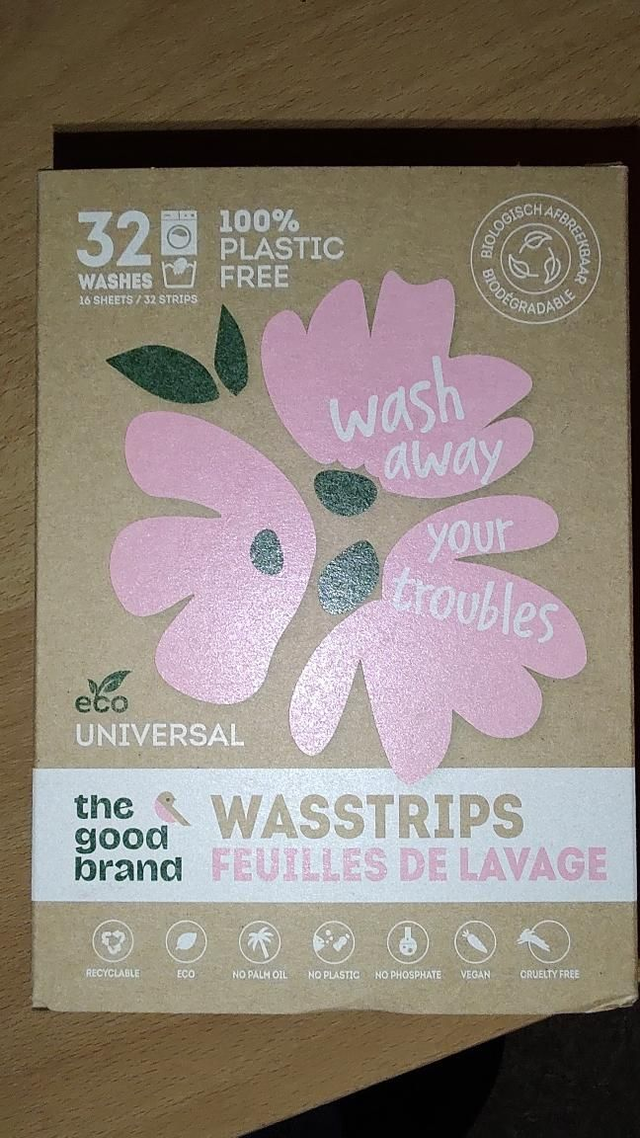 32
WASHES
16 SHEETS / 32 STRIPS
100%
PLASTIC
FREE
BIOLOGISCH AFBREEKBAAR
BIODÉGRADABLE
wash
away
your
troubles
eco
UNIVERSAL
the
good
brand
WASSTRIPS
FEUILLES DE LAVAGE
RECYCLABLE
ECO
NO PALM OIL
NO PLASTIC
NO PHOSPHATE
VEGAN
CRUELTY FREE